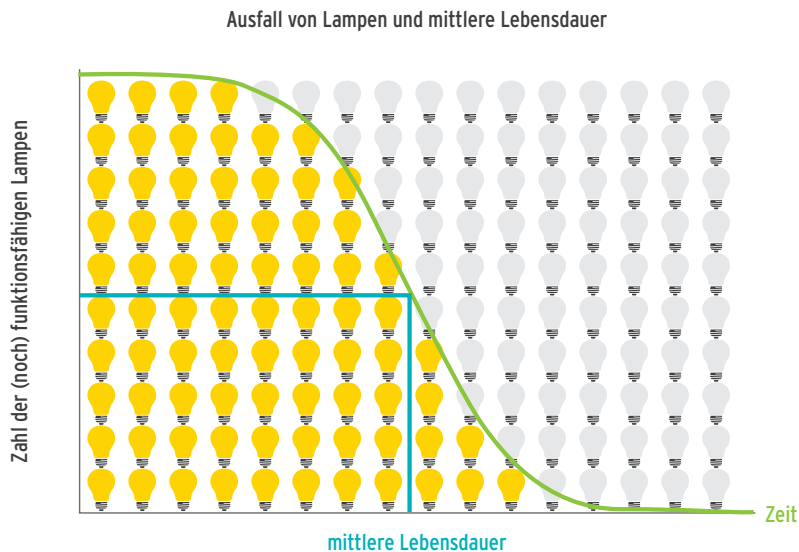 Ausfall von Lampen und mittlere Lebensdauer
Zahl der (noch) funktionsfähigen Lampen
Zeit
mittlere Lebensdauer